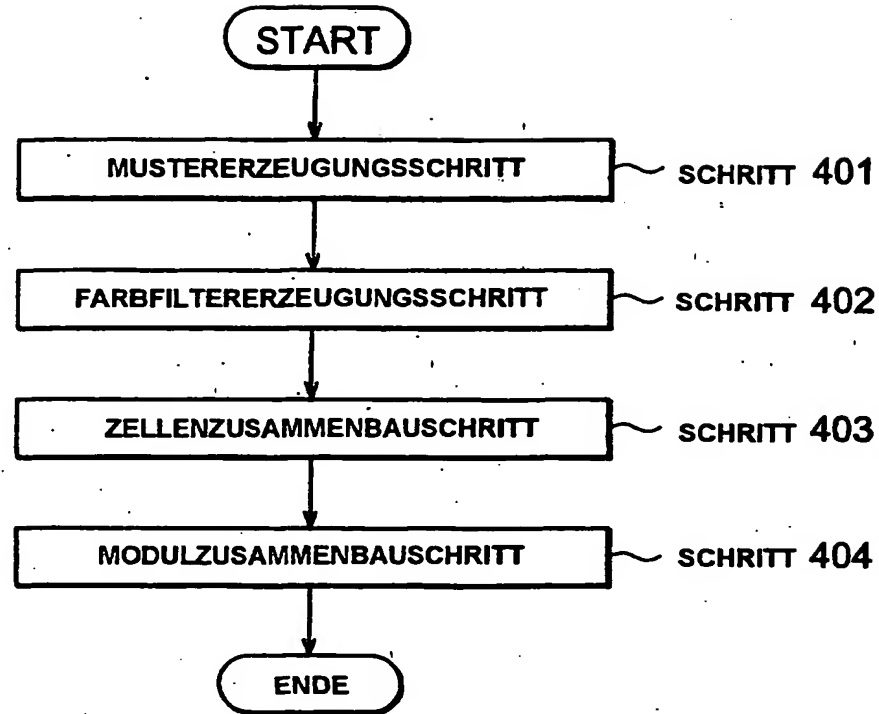 START
MUSTERERZEUGUNGSSCHRITT SCHRITT 401
FARBFILTERERZEUGUNGSSCHRITT SCHRITT 402
ZELLENZUSAMMENBAUSCHRITT SCHRITT 403
MODULZUSAMMENBAUSCHRITT SCHRITT 404
ENDE